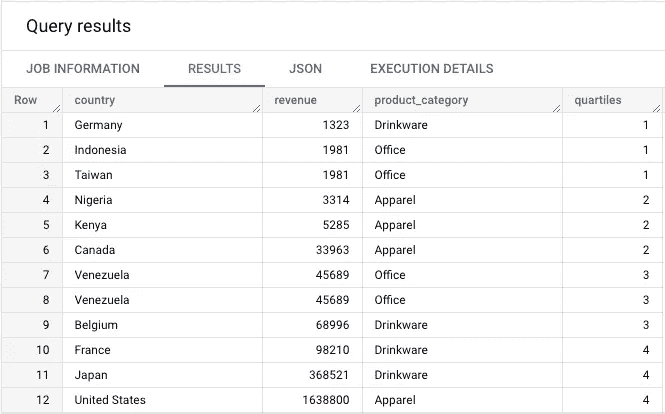 Query results
JOB INFORMATION RESULTS JSON EXECUTION DETAILS
Row country revenue product_category quartiles
1 Germany 1323 Drinkware 1
2 Indonesia 1981 Office 1
3 Taiwan 1981 Office 1
4 Nigeria 3314 Apparel 2
5 Kenya 5285 Apparel 2
6 Canada 33963 Apparel 2
7 Venezuela 45689 Office 3
8 Venezuela 45689 Office 3
9 Belgium 68996 Drinkware 3
10 France 98210 Drinkware 4
11 Japan 368521 Drinkware 4
12 United States 1638800 Apparel 4